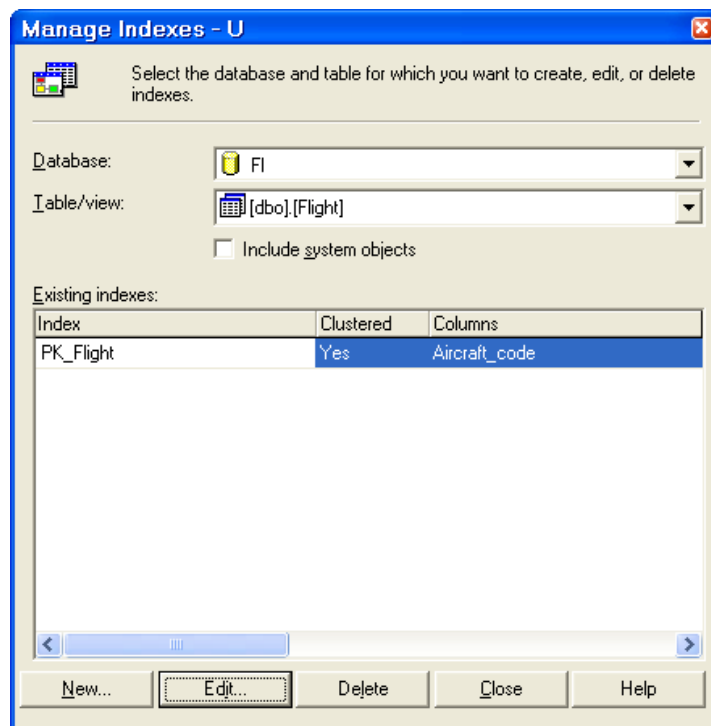 Manage Indexes - U
Select the database and table for which you want to create, edit, or delete
indexes.
Database:
Fl
Table/view:
[dbo].[Flight]
Include system objects
Existing indexes:
Index Clustered Columns
PK_Flight Yes Aircraft_code
New... Edit... Delete Close Help